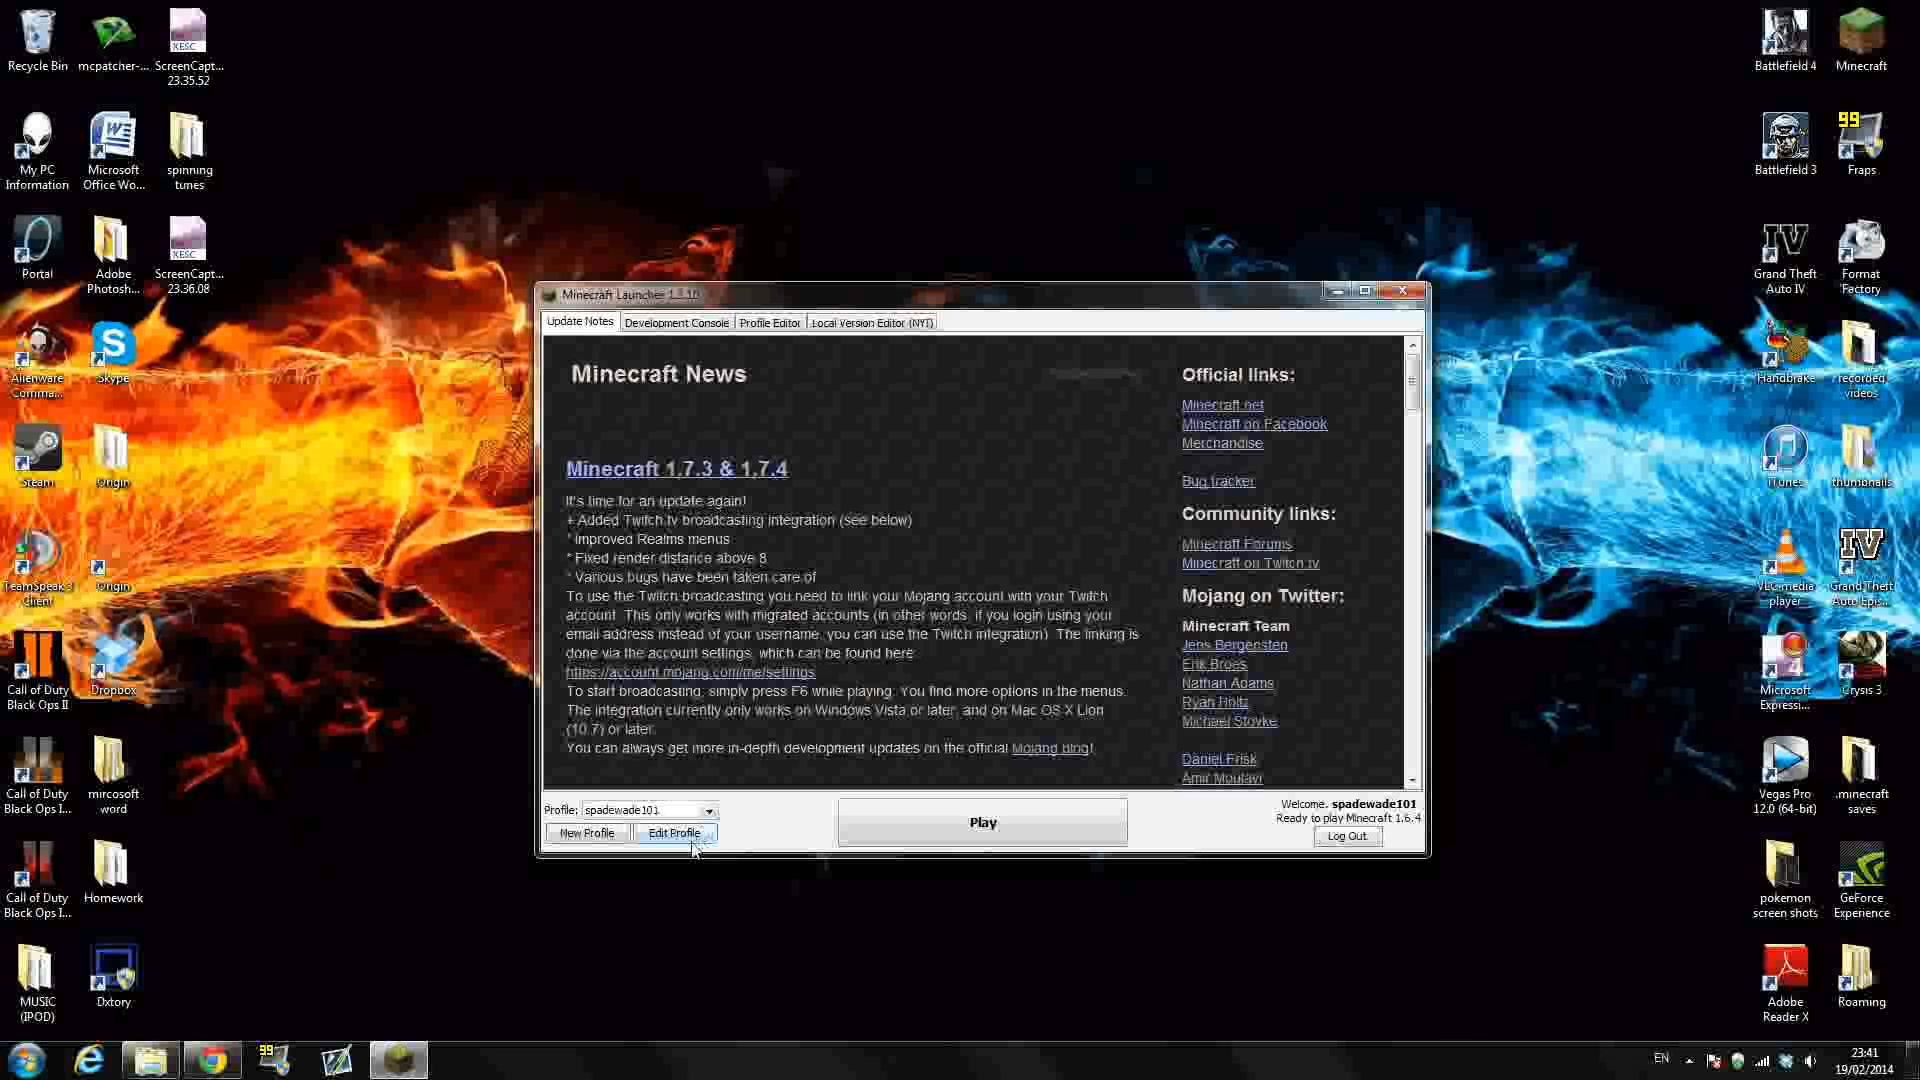 Recycle Bin
mcpatcher-...
XESC
ScreenCapt...
23.35.52
My PC
Information
Microsoft
Office Wo...
spinning
tunes
Portal
Adobe
Photosh...
XESC
ScreenCapt...
23.36.08
Alienware
Comma...
Skype
Steam
Origin
TeamSpeak 3
Client
Origin
Call of Duty
Black Ops II
Dropbox
Call of Duty
Black Ops I...
mircosoft
word
Call of Duty
Black Ops I...
Homework
MUSIC
(IPOD)
Dxtory
Minecraft Launcher
Update Notes
Development Console
Profile Editor
Local Version Editor (NYI)
Minecraft News
Minecraft 1.7.3 & 1.7.4
It's time for an update again!
+ Added Twitch.tv broadcasting integration (see below)
* Improved Realms menus
* Fixed render distance above 8
* Various bugs have been taken care of
To use the Twitch broadcasting you need to link your Mojang account with your Twitch
account. This only works with migrated accounts (in other words, if you login using your
email address instead of your username, you can use the Twitch integration). The linking is
done via the account settings, which can be found here:
https://account.mojang.com/me/settings
To start broadcasting, simply press F6 while playing. You find more options in the menus.
The integration currently only works on Windows Vista or later, and on Mac OS X Lion
(10.7) or later.
You can always get more in-depth development updates on the official Mojang blog!
Official links:
Minecraft.net
Minecraft on Facebook
Merchandise
Bug tracker
Community links:
Minecraft Forums
Minecraft on Twitch.tv
Mojang on Twitter:
Minecraft Team
Jens Bergensten
Erik Broes
Nathan Adams
Ryan Holtz
Michael Stoyke
Daniel Frisk
Amir Moulavi
Profile: spadewade101
New Profile
Edit Profile
Play
Welcome, spadewade101
Ready to play Minecraft 1.6.4
Log Out
Battlefield 4
Minecraft
Battlefield 3
99
Fraps
IV
Grand Theft
Auto IV
Format
Factory
Handbrake
recorded
videos
iTunes
thumbnails
VLC media
player
IV
Grand Theft
Auto Epis...
Microsoft
Expressi...
Crysis 3
Vegas Pro
12.0 (64-bit)
.minecraft
saves
pokemon
screen shots
GeForce
Experience
Adobe
Reader X
Roaming
99
EN
23:41
19/02/2014